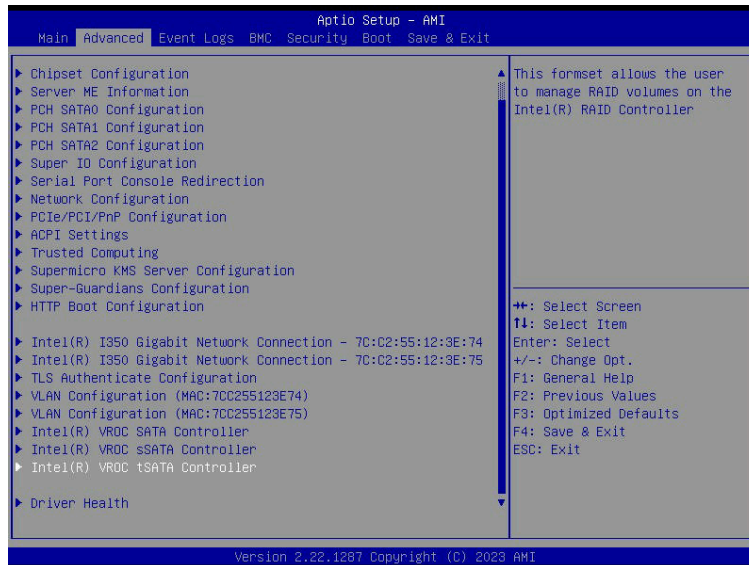 Aptio Setup – AMI
Main Advanced Event Logs BMC Security Boot Save & Exit
Chipset Configuration
Server ME Information
PCH SATA0 Configuration
PCH SATA1 Configuration
PCH SATA2 Configuration
Super IO Configuration
Serial Port Console Redirection
Network Configuration
PCIe/PCI/PnP Configuration
ACPI Settings
Trusted Computing
Supermicro KMS Server Configuration
Super-Guardians Configuration
HTTP Boot Configuration
Intel(R) I350 Gigabit Network Connection – 7C:C2:55:12:3E:74
Intel(R) I350 Gigabit Network Connection – 7C:C2:55:12:3E:75
TLS Authenticate Configuration
VLAN Configuration (MAC:7CC255123E74)
VLAN Configuration (MAC:7CC255123E75)
Intel(R) VROC SATA Controller
Intel(R) VROC sSATA Controller
Intel(R) VROC tSATA Controller
Driver Health
This formset allows the user
to manage RAID volumes on the
Intel(R) RAID Controller
→←: Select Screen
↑↓: Select Item
Enter: Select
+/-: Change Opt.
F1: General Help
F2: Previous Values
F3: Optimized Defaults
F4: Save & Exit
ESC: Exit
Version 2.22.1287 Copyright (C) 2023 AMI